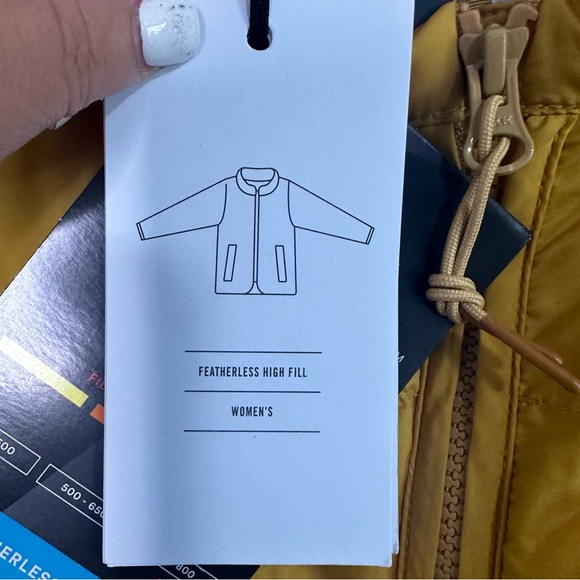 FEATHERLESS HIGH FILL
WOMEN'S
500 - 650
800